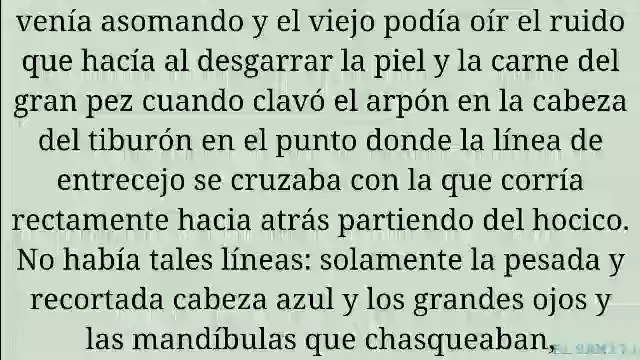 venía asomando y el viejo podía oír el ruido
que hacía al desgarrar la piel y la carne del
gran pez cuando clavó el arpón en la cabeza
del tiburón en el punto donde la línea de
entrecejo se cruzaba con la que corría
rectamente hacia atrás partiendo del hocico.
No había tales líneas: solamente la pesada y
recortada cabeza azul y los grandes ojos y
las mandíbulas que chasqueaban,